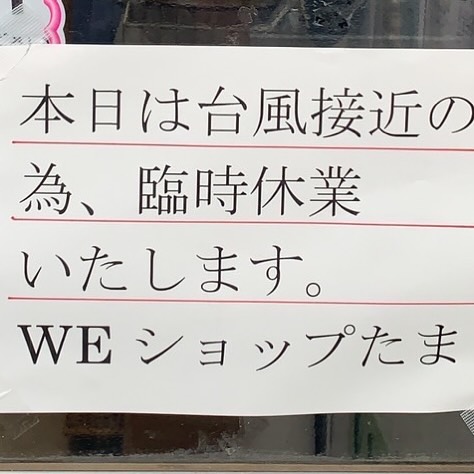 本日は台風接近の
為、臨時休業
いたします。
WE ショップたま